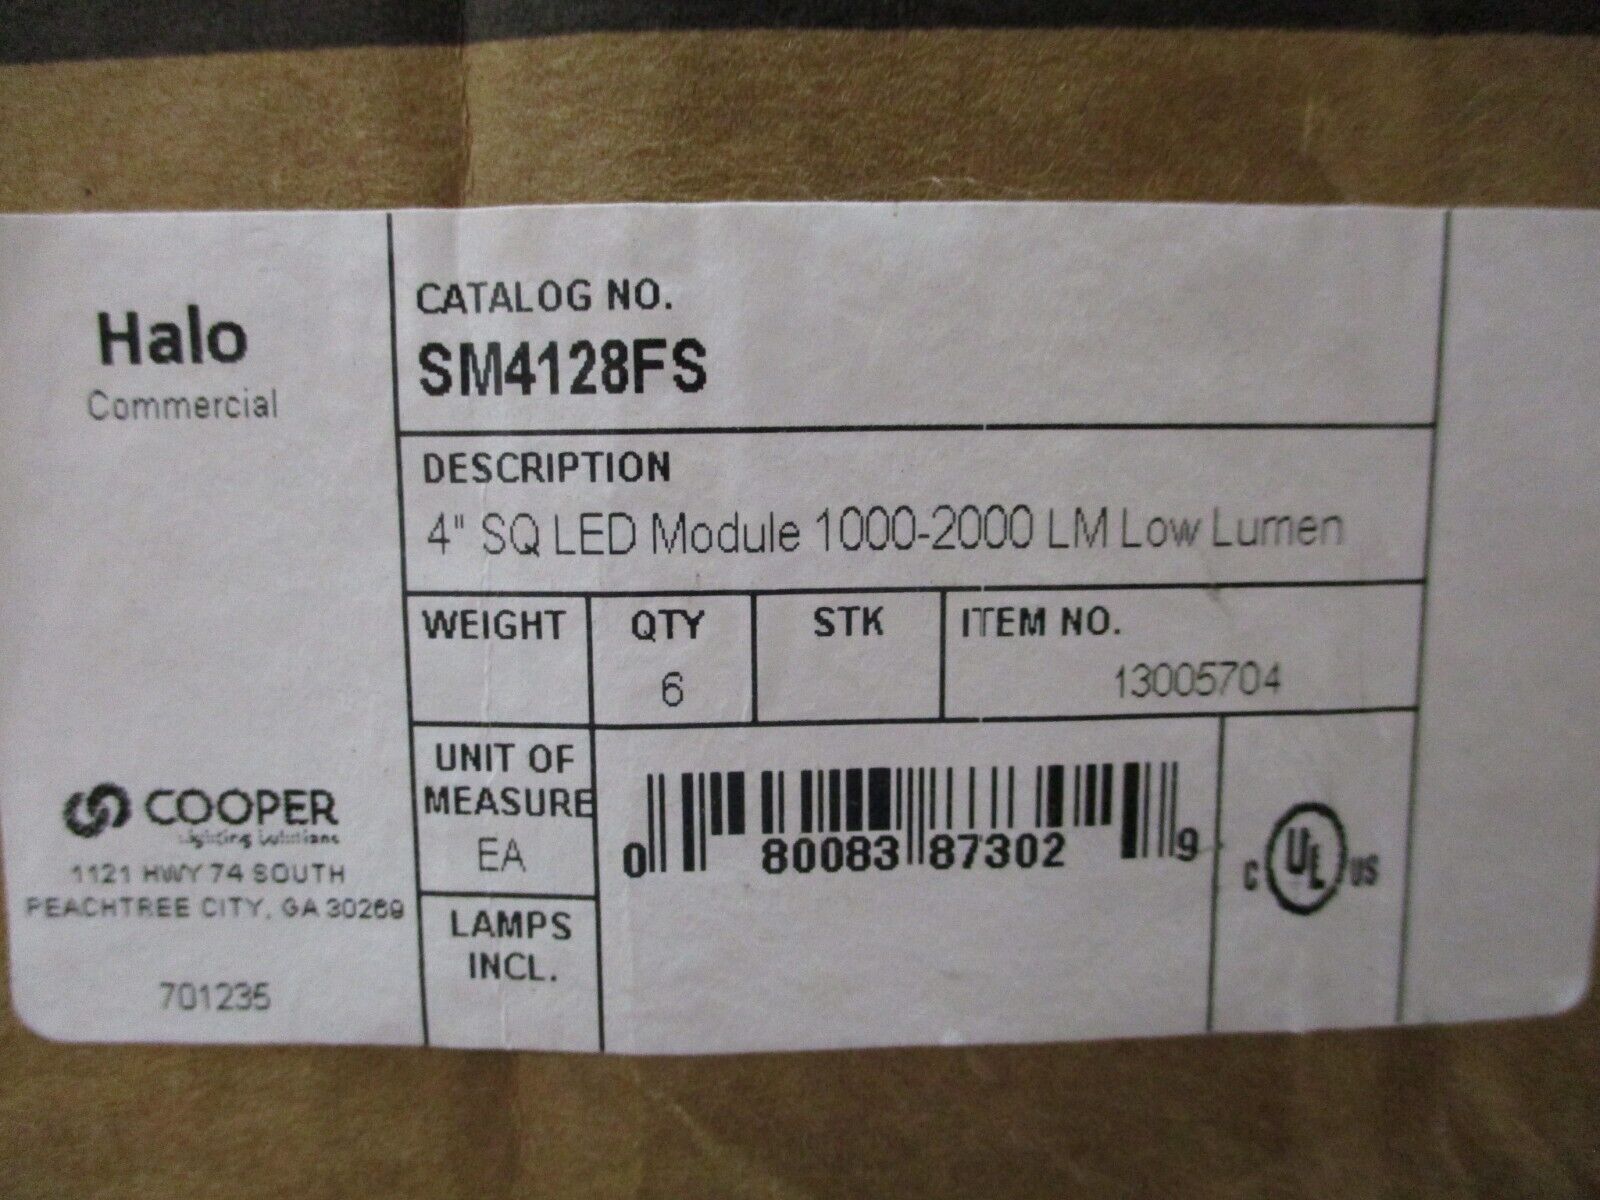 Halo
Commercial
CATALOG NO.
SM4128FS
DESCRIPTION
4" SQ LED Module 1000-2000 LM Low Lumen
WEIGHT
QTY
6
STK
ITEM NO.
13005704
UNIT OF
MEASURE
EA
LAMPS
INCL.
0 80083 87302 9
C UL US
COOPER
Lighting Solutions
1121 HWY 74 SOUTH
PEACHTREE CITY, GA 30269
701235